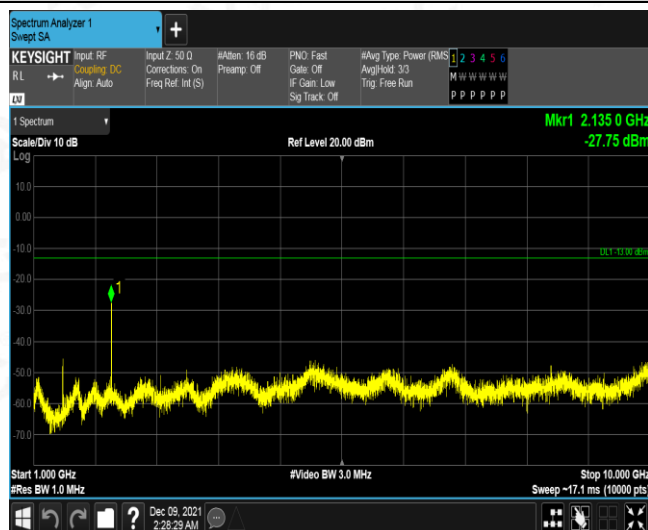 Spectrum Analyzer 1
Swept SA
+
KEYSIGHT
RL
LXI
Input: RF
Coupling: DC
Align: Auto
Input Z: 50 Ω
Corrections: On
Freq Ref: Int (S)
#Atten: 16 dB
Preamp: Off
PNO: Fast
Gate: Off
IF Gain: Low
Sig Track: Off
#Avg Type: Power (RMS
Avg|Hold: 3/3
Trig: Free Run
1 2 3 4 5 6
M W W W W W
P P P P P P
1 Spectrum
Mkr1 2.135 0 GHz
-27.75 dBm
Scale/Div 10 dB
Ref Level 20.00 dBm
Log
10.0
0.00
-10.0
DL1 -13.00 dBm
-20.0
1
-30.0
-40.0
-50.0
-60.0
-70.0
Start 1.000 GHz
#Video BW 3.0 MHz
Stop 10.000 GHz
#Res BW 1.0 MHz
Sweep ~17.1 ms (10000 pts)
?
Dec 09, 2021
2:28:29 AM